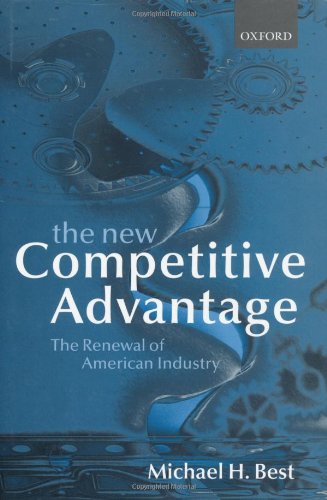 OXFORD
the new
Competitive
Advantage
The Renewal of
American Industry
Michael H. Best